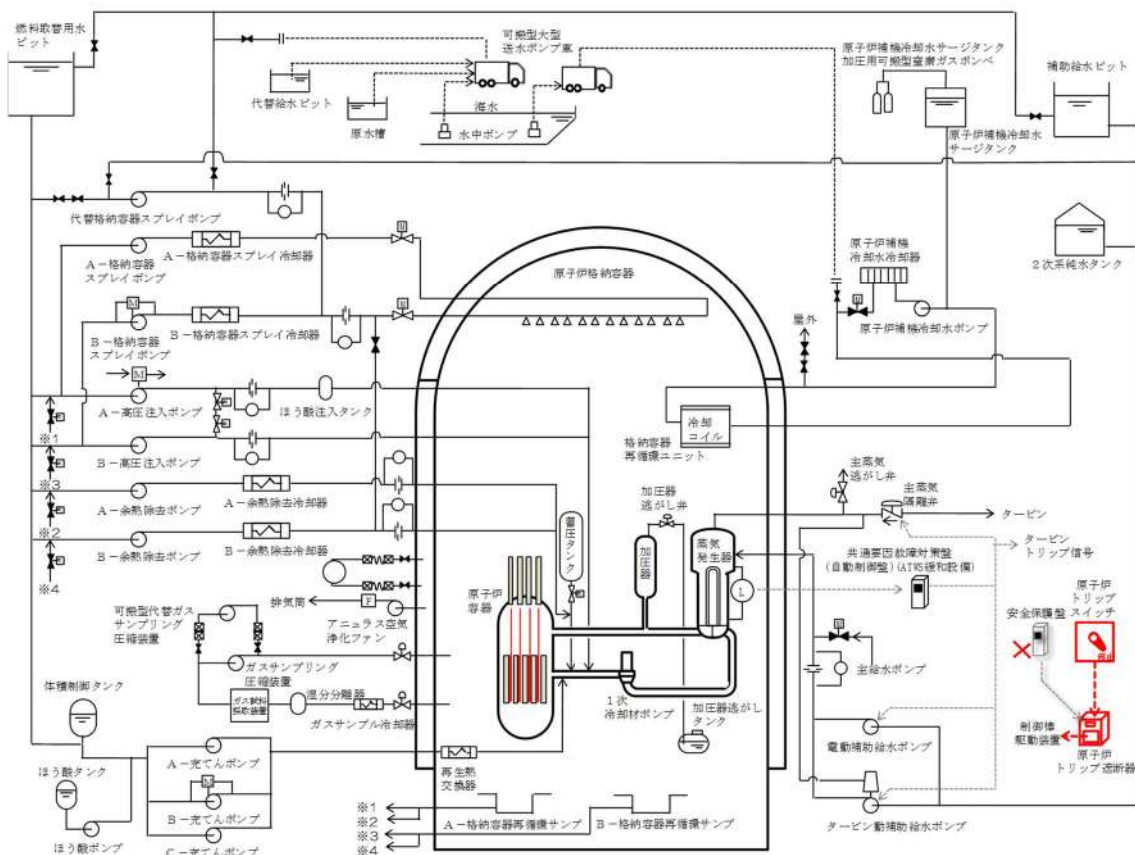 燃料取替用水
ピット
可搬型大型
送水ポンプ車
代替給水ピット
原水槽
海水
水中ポンプ
原子炉補機冷却水サージタンク
加圧用可搬型窒素ガスボンベ
原子炉補機冷却水
サージタンク
補助給水ピット
2次系純水タンク
代替格納容器スプレイポンプ
A-格納容器
スプレイポンプ
A-格納容器スプレイ冷却器
M
B-格納容器
スプレイポンプ
B-格納容器スプレイ冷却器
原子炉格納容器
原子炉補機
冷却水冷却器
原子炉補機冷却水ポンプ
屋外
M
A-高圧注入ポンプ
ほう酸注入タンク
※1
B-高圧注入ポンプ
※3
A-余熱除去ポンプ
A-余熱除去冷却器
※2
B-余熱除去ポンプ
B-余熱除去冷却器
※4
冷却
コイル
格納容器
再循環ユニット
主蒸気
逃がし弁
主蒸気
隔離弁
タービン
タービン
トリップ信号
加圧器
逃がし弁
蓄圧タンク
加圧器
蒸気
発生器
L
共通要因故障対策盤
(自動制御盤)(ATWS緩和設備)
原子炉
トリップ
スイッチ
停止
安全保護盤
原子炉
容器
排気筒
F
アニュラス空気
浄化ファン
可搬型代替ガス
サンプリング
圧縮装置
ガスサンプリング
圧縮装置
ガス試料
採取装置
湿分分離器
ガスサンプル冷却器
主給水ポンプ
1次
冷却材ポンプ
加圧器逃がし
タンク
電動補助給水ポンプ
制御棒
駆動装置
原子炉
トリップ遮断器
タービン動補助給水ポンプ
体積制御タンク
ほう酸タンク
ほう酸ポンプ
A-充てんポンプ
M
B-充てんポンプ
C-充てんポンプ
再生熱
交換器
※1
※2
※3
※4
A-格納容器再循環サンプ
B-格納容器再循環サンプ